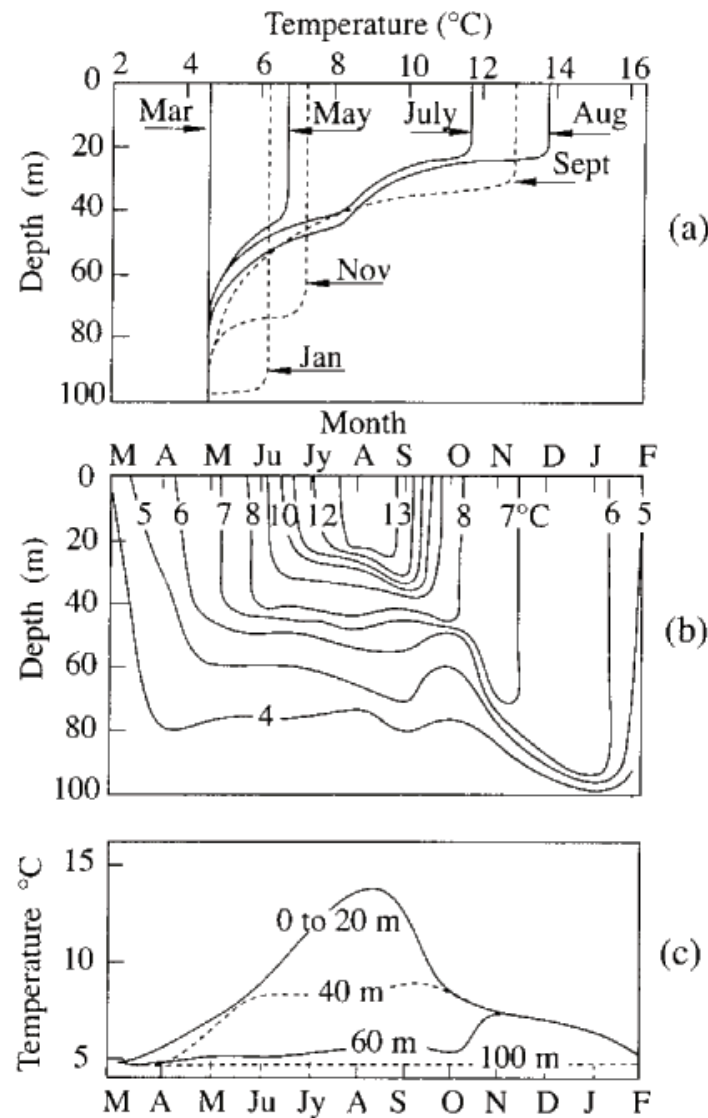 Temperature (°C)
2 4 6 8 10 12 14 16
0
Mar May July Aug
20
Sept
40
(a)
Depth (m)
60
Nov
80
Jan
100
Month
M A M Ju Jy A S O N D J F
0
5 6 7 8 10 12 13 8 7°C 6 5
20
40
Depth (m)
(b)
60
4
80
100
Temperature °C
15
0 to 20 m
(c)
10
40 m
60 m
100 m
5
M A M Ju Jy A S O N D J F